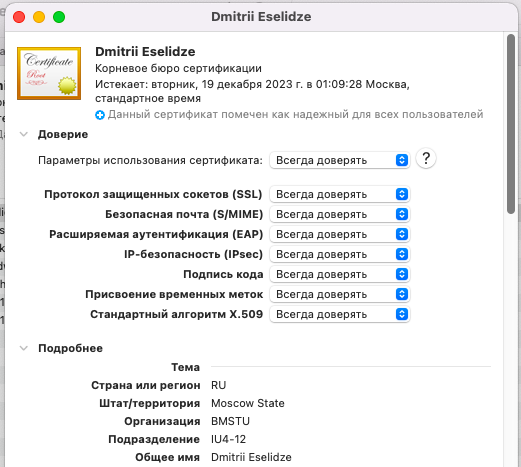 Dmitrii Eselidze
Certificate
Root
Dmitrii Eselidze
Корневое бюро сертификации
Истекает: вторник, 19 декабря 2023 г. в 01:09:28 Москва,
стандартное время
Данный сертификат помечен как надежный для всех пользователей
Доверие
Параметры использования сертификата: Всегда доверять ?
Протокол защищенных сокетов (SSL) Всегда доверять
Безопасная почта (S/MIME) Всегда доверять
Расширяемая аутентификация (EAP) Всегда доверять
IP-безопасность (IPsec) Всегда доверять
Подпись кода Всегда доверять
Присвоение временных меток Всегда доверять
Стандартный алгоритм X.509 Всегда доверять
Подробнее
Тема
Страна или регион RU
Штат/территория Moscow State
Организация BMSTU
Подразделение IU4-12
Общее имя Dmitrii Eselidze